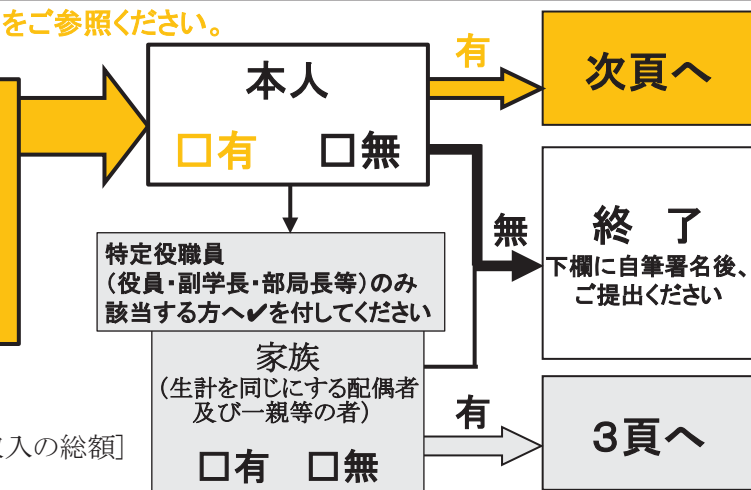 をご参照ください。
本人
□有 □無
有
次頁へ
無
終 了
下欄に自筆署名後、
ご提出ください
特定役職員
(役員・副学長・部局長等)のみ
該当する方へ✔を付してください
家族
(生計を同じにする配偶者
及び一親等の者)
□有 □無
有
3頁へ
入の総額]